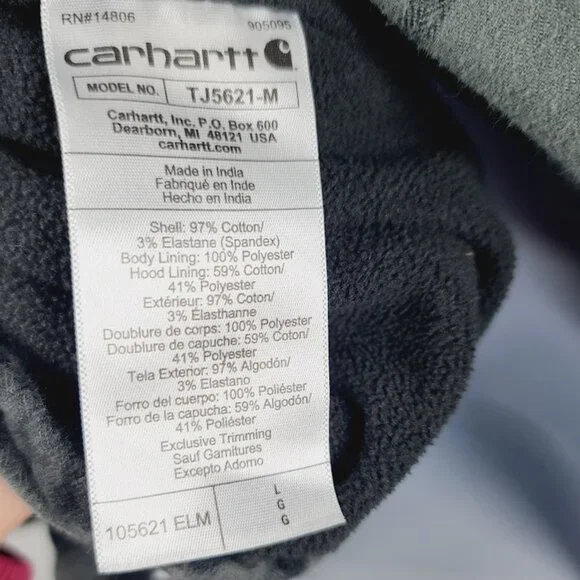 RN#14806 905095
carhartt
MODEL NO. TJ5621-M
Carhartt, Inc. P.O. Box 600
Dearborn, MI 48121 USA
carhartt.com
Made in India
Fabriqué en Inde
Hecho en India
Shell: 97% Cotton/
3% Elastane (Spandex)
Body Lining: 100% Polyester
Hood Lining: 59% Cotton/
41% Polyester
Extérieur: 97% Coton/
3% Élasthanne
Doublure de corps: 100% Polyester
Doublure de capuche: 59% Coton/
41% Polyester
Tela Exterior: 97% Algodón/
3% Elastano
Forro del cuerpo: 100% Poliéster
Forro de la capucha: 59% Algodón/
41% Poliéster
Exclusive Trimming
Sauf Garnitures
Excepto Adorno
105621 ELM
L
G
G